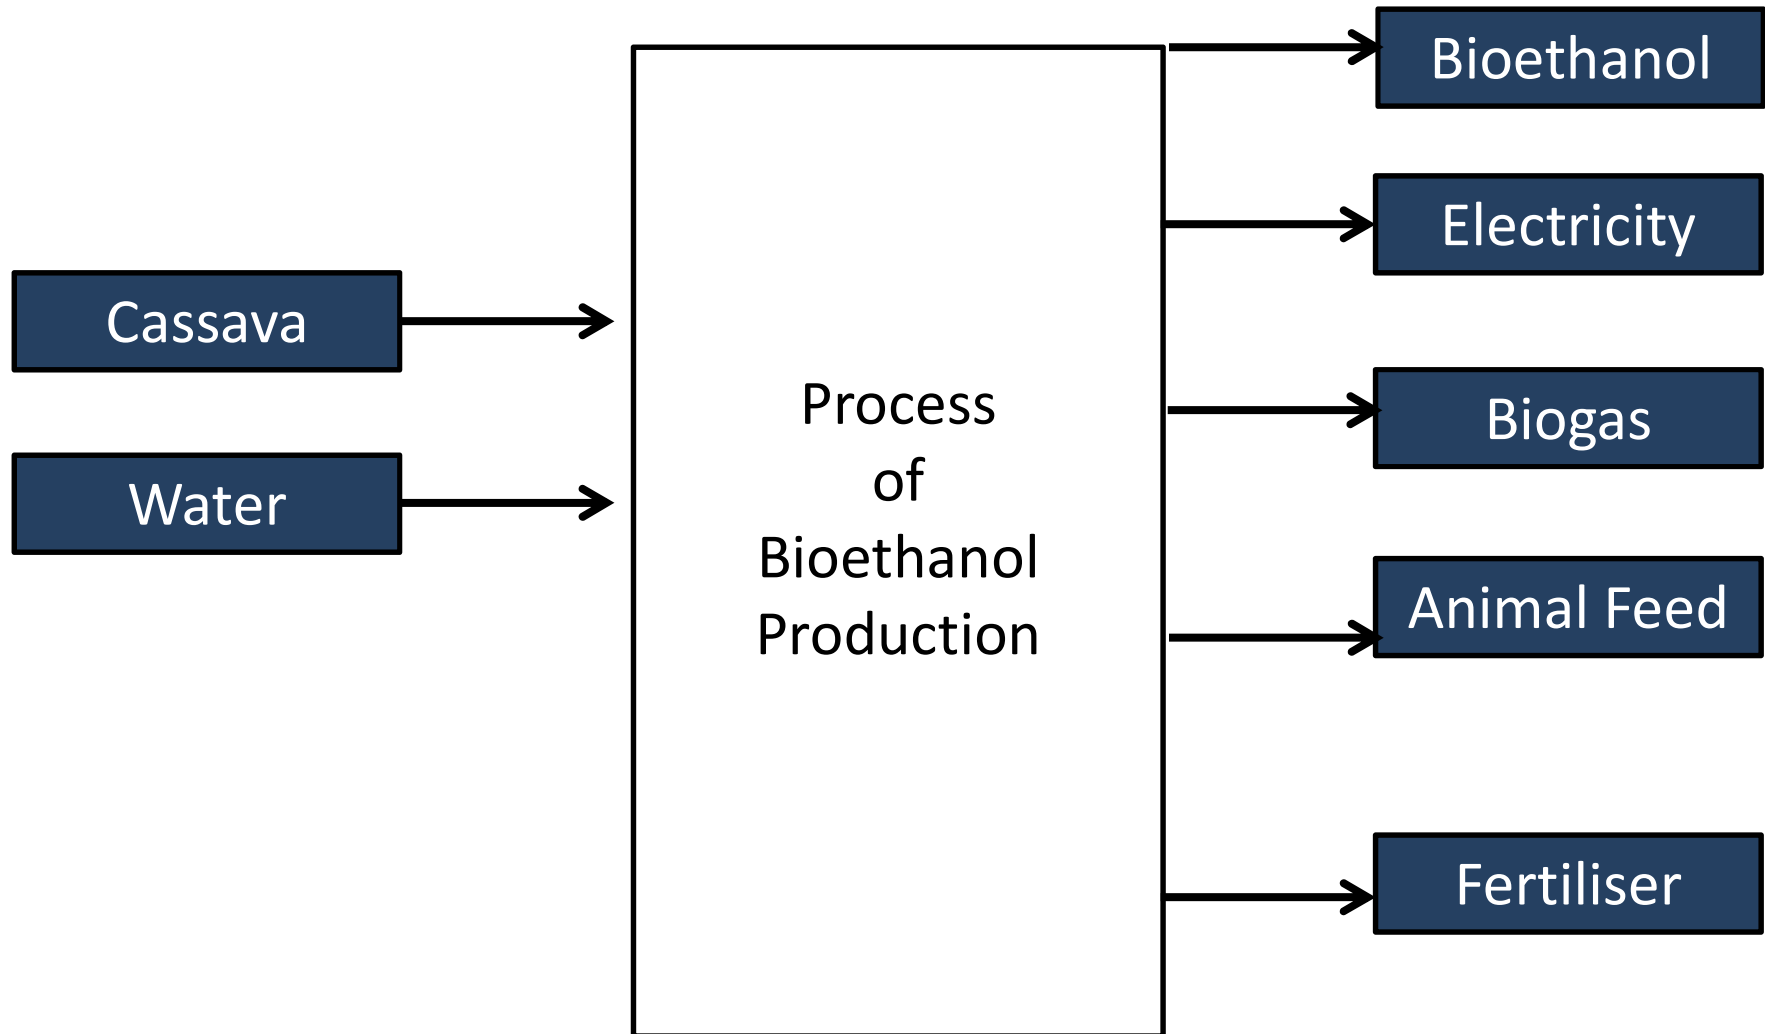 Cassava
Water
Process
of
Bioethanol
Production
Bioethanol
Electricity
Biogas
Animal Feed
Fertiliser